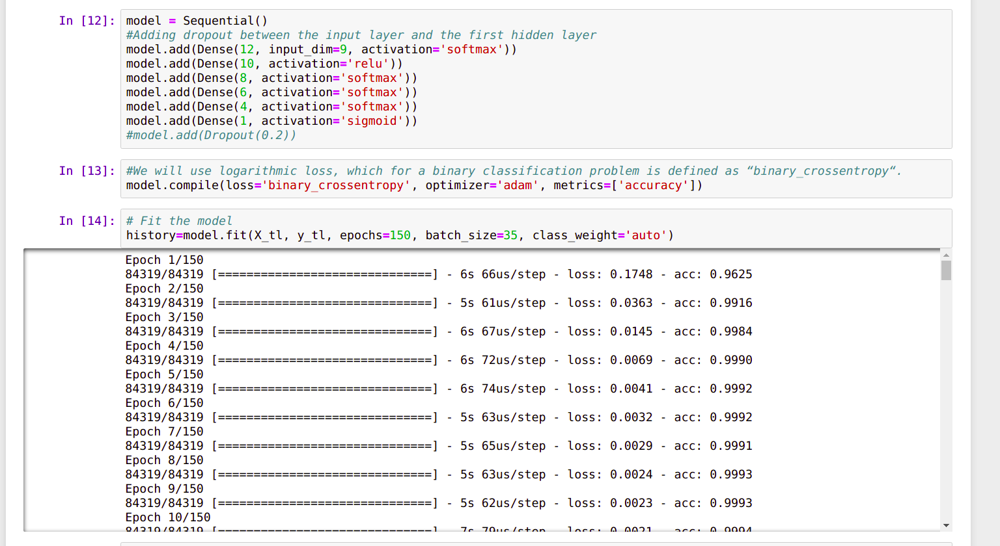 In [12]:
model = Sequential()
#Adding dropout between the input layer and the first hidden layer
model.add(Dense(12, input_dim=9, activation='softmax'))
model.add(Dense(10, activation='relu'))
model.add(Dense(8, activation='softmax'))
model.add(Dense(6, activation='softmax'))
model.add(Dense(4, activation='softmax'))
model.add(Dense(1, activation='sigmoid'))
#model.add(Dropout(0.2))
In [13]:
#We will use logarithmic loss, which for a binary classification problem is defined as “binary_crossentropy“.
model.compile(loss='binary_crossentropy', optimizer='adam', metrics=['accuracy'])
In [14]:
# Fit the model
history=model.fit(X_tl, y_tl, epochs=150, batch_size=35, class_weight='auto')
Epoch 1/150
84319/84319 [==============================] - 6s 66us/step - loss: 0.1748 - acc: 0.9625
Epoch 2/150
84319/84319 [==============================] - 5s 61us/step - loss: 0.0363 - acc: 0.9916
Epoch 3/150
84319/84319 [==============================] - 6s 67us/step - loss: 0.0145 - acc: 0.9984
Epoch 4/150
84319/84319 [==============================] - 6s 72us/step - loss: 0.0069 - acc: 0.9990
Epoch 5/150
84319/84319 [==============================] - 6s 74us/step - loss: 0.0041 - acc: 0.9992
Epoch 6/150
84319/84319 [==============================] - 5s 63us/step - loss: 0.0032 - acc: 0.9992
Epoch 7/150
84319/84319 [==============================] - 5s 65us/step - loss: 0.0029 - acc: 0.9991
Epoch 8/150
84319/84319 [==============================] - 5s 63us/step - loss: 0.0024 - acc: 0.9993
Epoch 9/150
84319/84319 [==============================] - 5s 62us/step - loss: 0.0023 - acc: 0.9993
Epoch 10/150
84319/84319 [==============================] - 7s 79us/step - loss: 0.0021 - acc: 0.9994